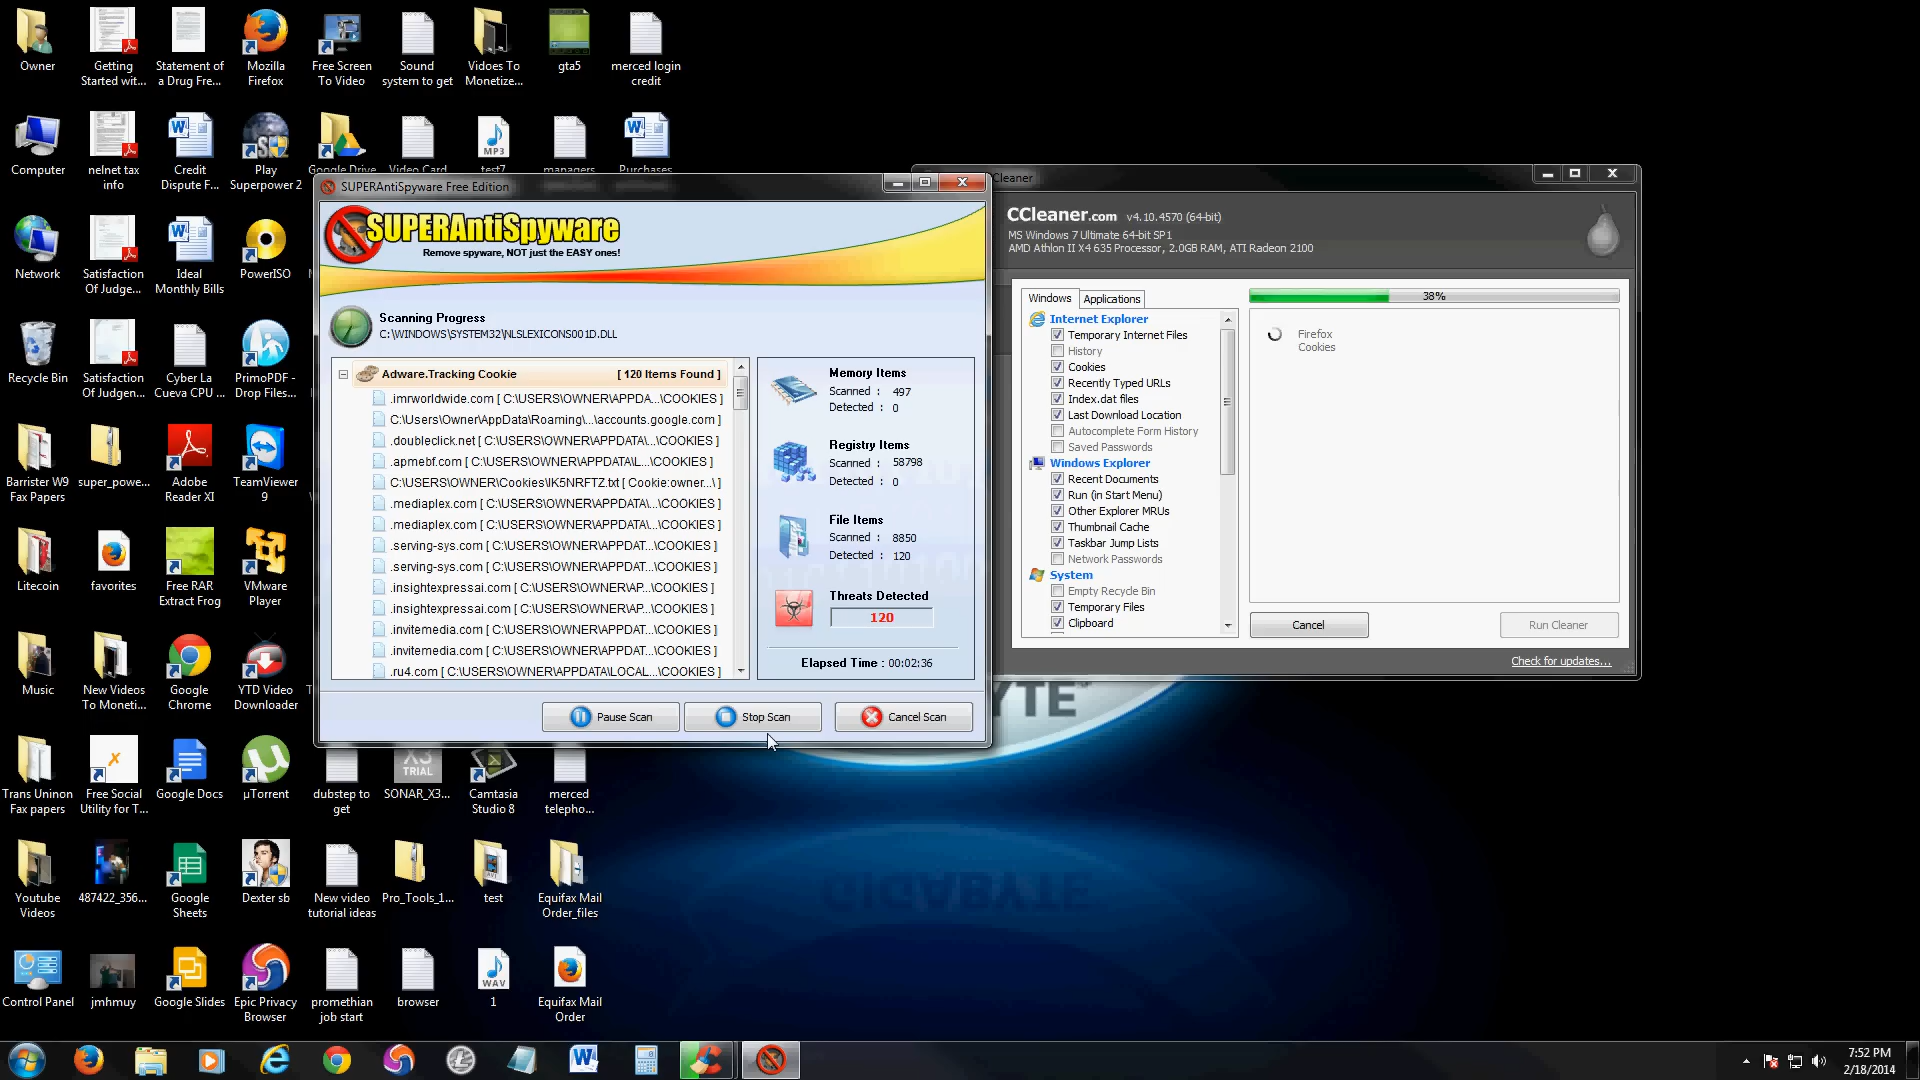 Owner
Getting Started wit...
Statement of a Drug Fre...
Mozilla Firefox
Free Screen To Video
Sound system to get
Vidoes To Monetize...
gta5
merced login credit
Computer
nelnet tax info
Credit Dispute F...
Play Superpower 2
Google Drive
Video Card
MP3
test7
managers
Purchases
Network
Satisfaction Of Judge...
Ideal Monthly Bills
PowerISO
Recycle Bin
Satisfaction Of Judgen...
Cyber La Cueva CPU ...
PrimoPDF - Drop Files...
Barrister W9 Fax Papers
super_powe...
Adobe Reader XI
TeamViewer 9
Litecoin
favorites
Free RAR Extract Frog
VMware Player
Music
New Videos To Moneti...
Google Chrome
YTD Video Downloader
Trans Uninon Fax papers
Free Social Utility for T...
Google Docs
µTorrent
dubstep to get
X3 TRIAL
SONAR_X3...
Camtasia Studio 8
merced telepho...
Youtube Videos
487422_356...
Google Sheets
Dexter sb
New video tutorial ideas
Pro_Tools_1...
AVI
test
Equifax Mail Order_files
Control Panel
jmhmuy
Google Slides
Epic Privacy Browser
promethian job start
browser
WAV
1
Equifax Mail Order
SUPERAntiSpyware Free Edition
SUPERAntiSpyware
Remove spyware, NOT just the EASY ones!
Scanning Progress
C:\WINDOWS\SYSTEM32\NLSLEXICONS001D.DLL
Adware.Tracking Cookie [ 120 Items Found ]
.imrworldwide.com [ C:\USERS\OWNER\APPDA...\COOKIES ]
C:\Users\Owner\AppData\Roaming\...\accounts.google.com ]
.doubleclick.net [ C:\USERS\OWNER\APPDATA\...\COOKIES ]
.apmebf.com [ C:\USERS\OWNER\APPDATA\L...\COOKIES ]
C:\USERS\OWNER\Cookies\IK5NRFTZ.txt [ Cookie:owner...\ ]
.mediaplex.com [ C:\USERS\OWNER\APPDATA\...\COOKIES ]
.mediaplex.com [ C:\USERS\OWNER\APPDATA\...\COOKIES ]
.serving-sys.com [ C:\USERS\OWNER\APPDAT...\COOKIES ]
.serving-sys.com [ C:\USERS\OWNER\APPDAT...\COOKIES ]
.insightexpressai.com [ C:\USERS\OWNER\AP...\COOKIES ]
.insightexpressai.com [ C:\USERS\OWNER\AP...\COOKIES ]
.invitemedia.com [ C:\USERS\OWNER\APPDAT...\COOKIES ]
.invitemedia.com [ C:\USERS\OWNER\APPDAT...\COOKIES ]
.ru4.com [ C:\USERS\OWNER\APPDATA\LOCAL...\COOKIES ]
Memory Items
Scanned : 497
Detected : 0
Registry Items
Scanned : 58798
Detected : 0
File Items
Scanned : 8850
Detected : 120
Threats Detected
120
Elapsed Time : 00:02:36
Pause Scan
Stop Scan
Cancel Scan
Cleaner
CCleaner.com v4.10.4570 (64-bit)
MS Windows 7 Ultimate 64-bit SP1
AMD Athlon II X4 635 Processor, 2.0GB RAM, ATI Radeon 2100
Windows
Applications
Internet Explorer
Temporary Internet Files
History
Cookies
Recently Typed URLs
Index.dat files
Last Download Location
Autocomplete Form History
Saved Passwords
Windows Explorer
Recent Documents
Run (in Start Menu)
Other Explorer MRUs
Thumbnail Cache
Taskbar Jump Lists
Network Passwords
System
Empty Recycle Bin
Temporary Files
Clipboard
38%
Firefox
Cookies
Cancel
Run Cleaner
Check for updates...
YTE
GIGABYTE
7:52 PM
2/18/2014